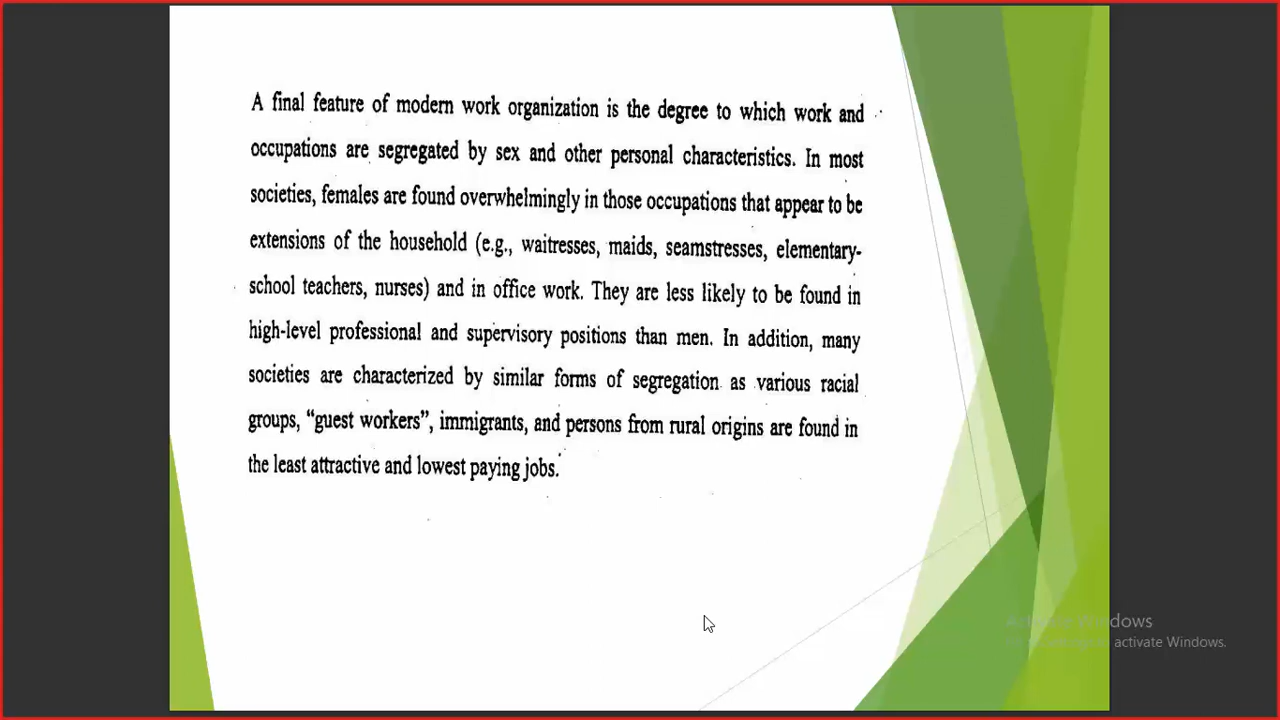 A final feature of modern work organization is the degree to which work and
occupations are segregated by sex and other personal characteristics. In most
societies, females are found overwhelmingly in those occupations that appear to be
extensions of the household (e.g., waitresses, maids, seamstresses, elementary-
school teachers, nurses) and in office work. They are less likely to be found in
high-level professional and supervisory positions than men. In addition, many
societies are characterized by similar forms of segregation as various racial
groups, "guest workers", immigrants, and persons from rural origins are found in
the least attractive and lowest paying jobs.
Activate Windows
activate Windows.